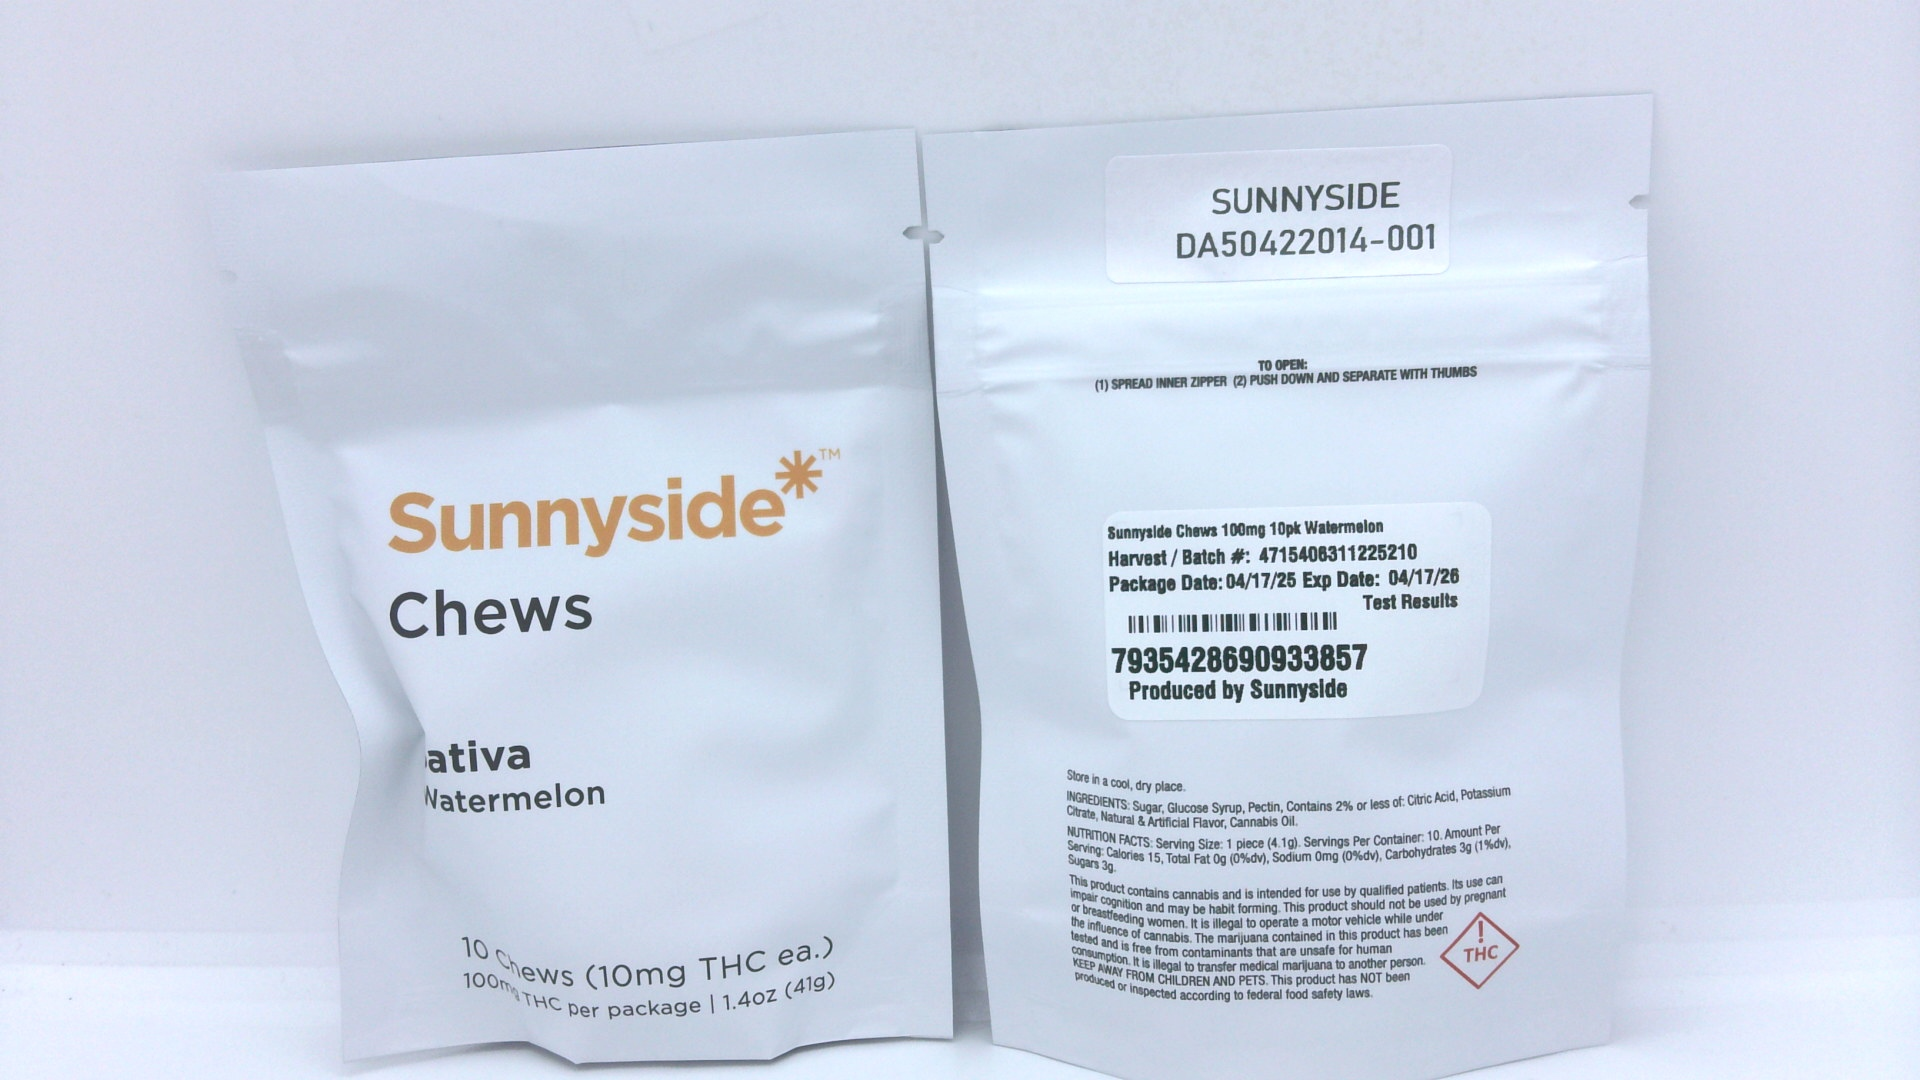 Sunnyside*™
Chews
ativa
Watermelon
10 Chews (10mg THC ea.)
100mg THC per package | 1.4oz (41g)
SUNNYSIDE
DA50422014-001
TO OPEN:
(1) SPREAD INNER ZIPPER (2) PUSH DOWN AND SEPARATE WITH THUMBS
Sunnyside Chews 100mg 10pk Watermelon
Harvest / Batch #: 4715406311225210
Package Date: 04/17/25 Exp Date: 04/17/26
Test Results
7935428690933857
Produced by Sunnyside
Store in a cool, dry place.
INGREDIENTS: Sugar, Glucose Syrup, Pectin, Contains 2% or less of: Citric Acid, Potassium
Citrate, Natural & Artificial Flavor, Cannabis Oil.
NUTRITION FACTS: Serving Size: 1 piece (4.1g). Servings Per Container: 10. Amount Per
Serving: Calories 15, Total Fat 0g (0%dv), Sodium 0mg (0%dv), Carbohydrates 3g (1%dv),
Sugars 3g.
This product contains cannabis and is intended for use by qualified patients. Its use can
impair cognition and may be habit forming. This product should not be used by pregnant
or breastfeeding women. It is illegal to operate a motor vehicle while under
the influence of cannabis. The marijuana contained in this product has been
tested and is free from contaminants that are unsafe for human
consumption. It is illegal to transfer medical marijuana to another person.
KEEP AWAY FROM CHILDREN AND PETS. This product has NOT been
produced or inspected according to federal food safety laws.
!
THC